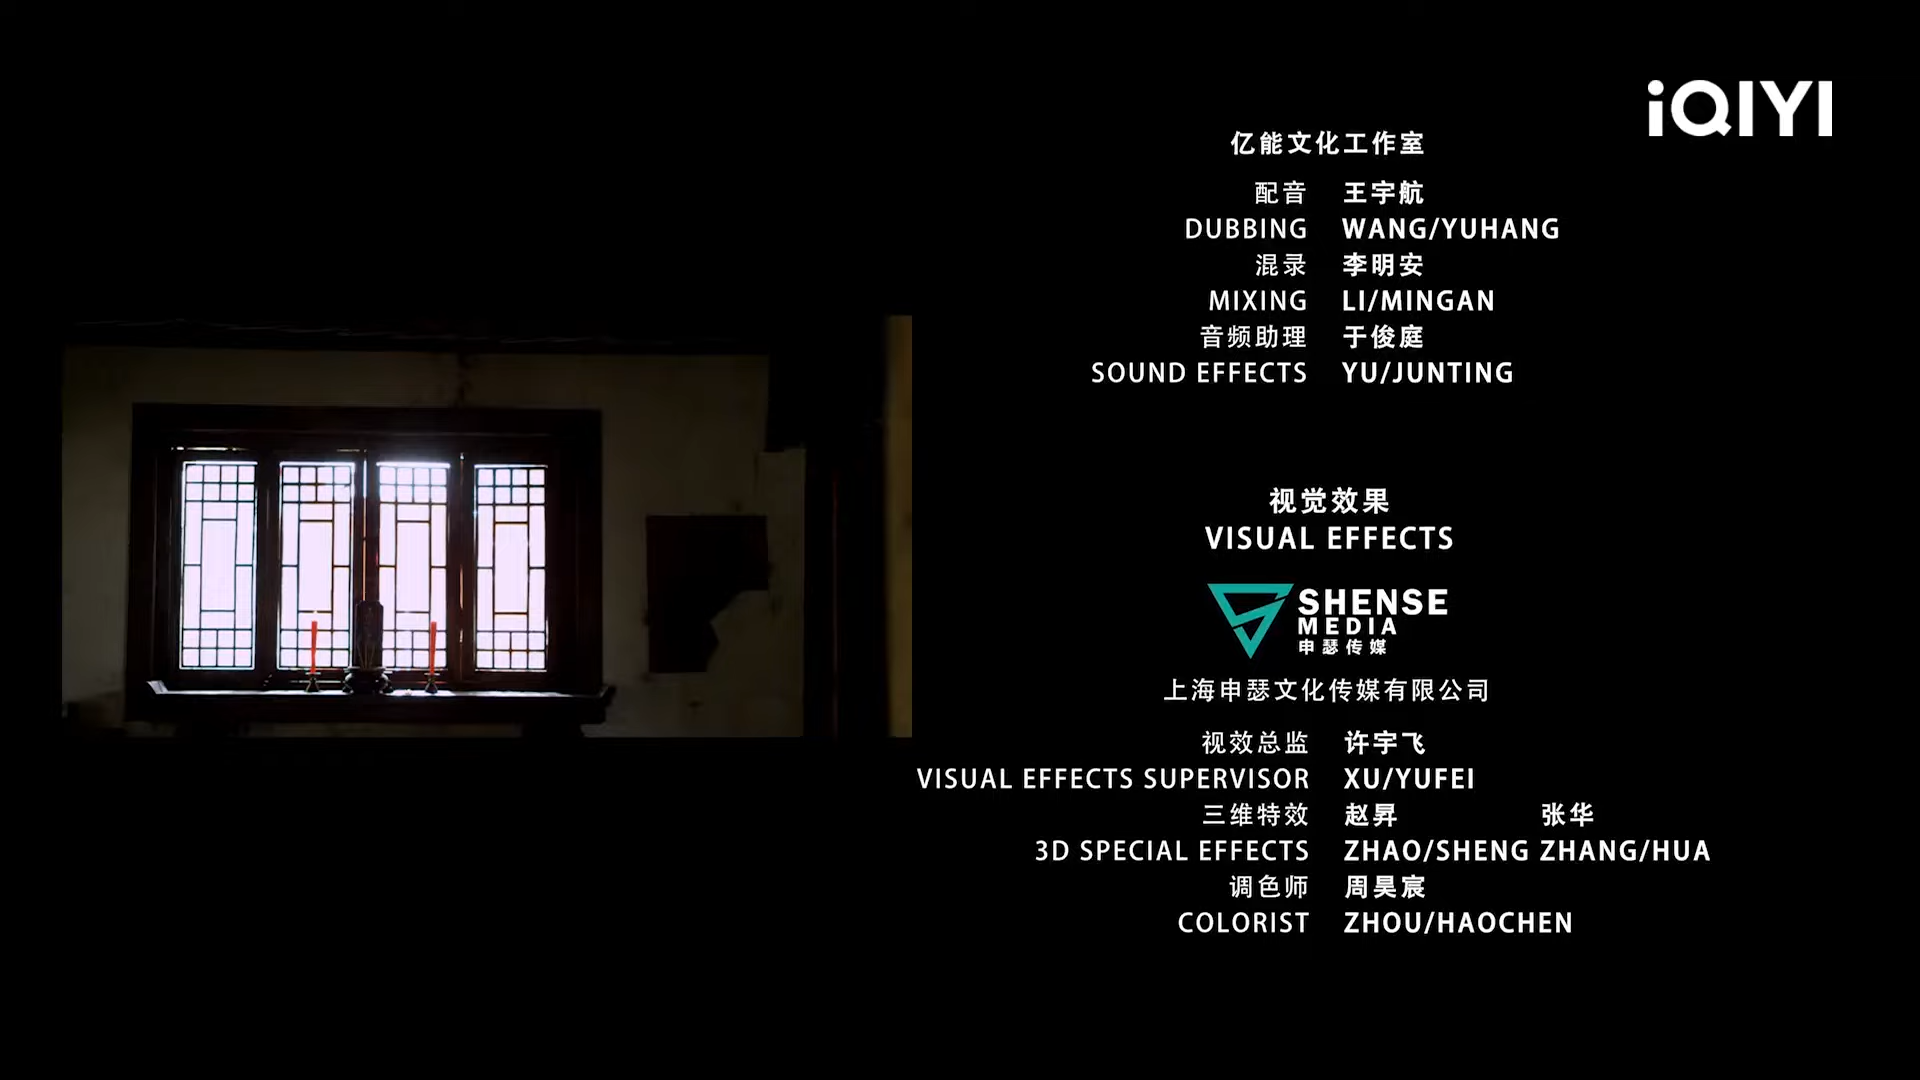 iQIYI
亿能文化工作室
配音 王宇航
DUBBING WANG/YUHANG
混录 李明安
MIXING LI/MINGAN
音频助理 于俊庭
SOUND EFFECTS YU/JUNTING
视觉效果
VISUAL EFFECTS
SHENSE
MEDIA
申瑟传媒
上海申瑟文化传媒有限公司
视效总监 许宇飞
VISUAL EFFECTS SUPERVISOR XU/YUFEI
三维特效 赵昇 张华
3D SPECIAL EFFECTS ZHAO/SHENG ZHANG/HUA
调色师 周昊宸
COLORIST ZHOU/HAOCHEN